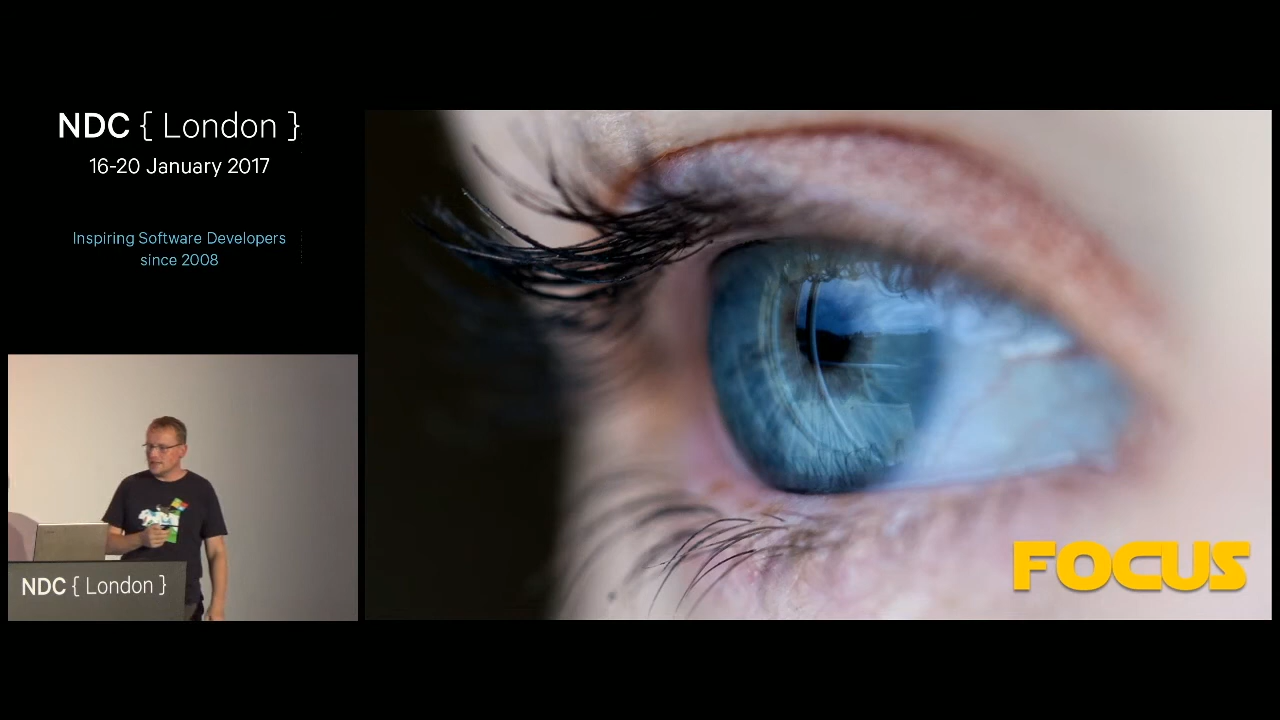 NDC { London }
16-20 January 2017
Inspiring Software Developers
since 2008
NDC { London }
FOCUS